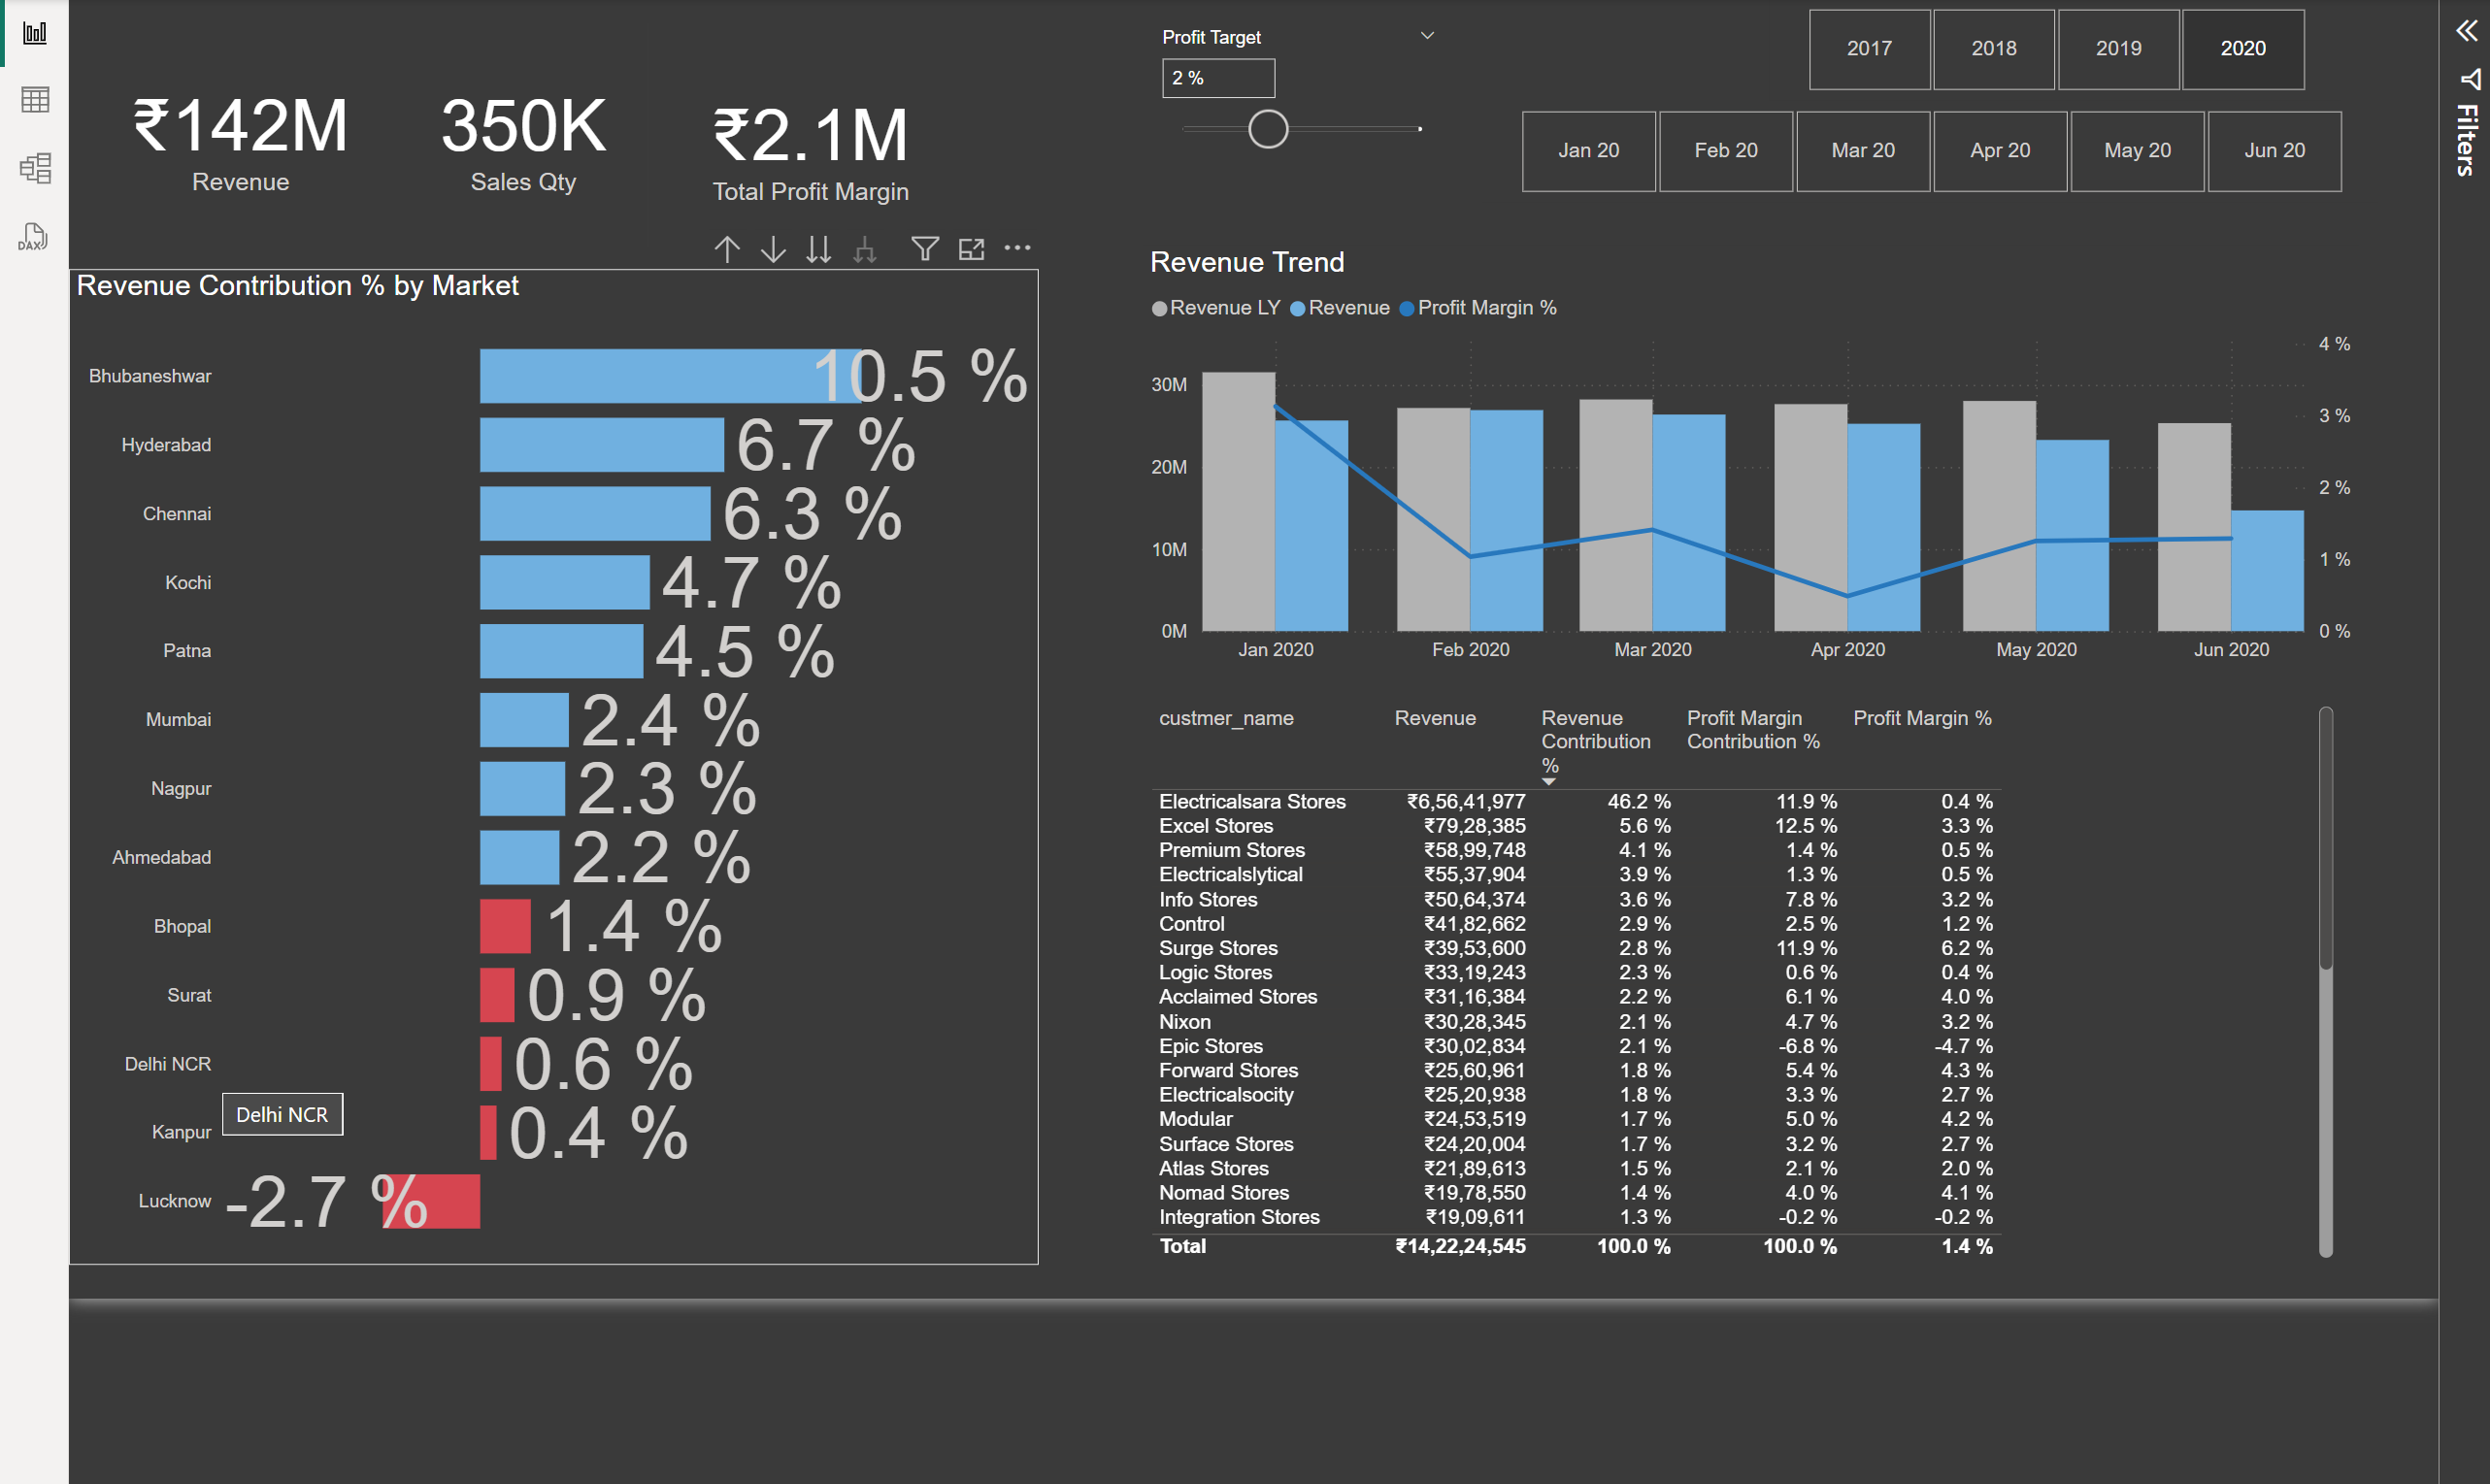 DAX
₹142M
Revenue
350K
Sales Qty
₹2.1M
Total Profit Margin
Profit Target
2 %
2017
2018
2019
2020
Jan 20
Feb 20
Mar 20
Apr 20
May 20
Jun 20
Filters
Revenue Contribution % by Market
Bhubaneshwar 10.5 %
Hyderabad 6.7 %
Chennai 6.3 %
Kochi 4.7 %
Patna 4.5 %
Mumbai 2.4 %
Nagpur 2.3 %
Ahmedabad 2.2 %
Bhopal 1.4 %
Surat 0.9 %
Delhi NCR 0.6 %
Delhi NCR
Kanpur 0.4 %
Lucknow -2.7 %
Revenue Trend
Revenue LY Revenue Profit Margin %
30M
20M
10M
0M
4 %
3 %
2 %
1 %
0 %
Jan 2020 Feb 2020 Mar 2020 Apr 2020 May 2020 Jun 2020
custmer_name Revenue Revenue Contribution % Profit Margin Contribution % Profit Margin %
Electricalsara Stores ₹6,56,41,977 46.2 % 11.9 % 0.4 %
Excel Stores ₹79,28,385 5.6 % 12.5 % 3.3 %
Premium Stores ₹58,99,748 4.1 % 1.4 % 0.5 %
Electricalslytical ₹55,37,904 3.9 % 1.3 % 0.5 %
Info Stores ₹50,64,374 3.6 % 7.8 % 3.2 %
Control ₹41,82,662 2.9 % 2.5 % 1.2 %
Surge Stores ₹39,53,600 2.8 % 11.9 % 6.2 %
Logic Stores ₹33,19,243 2.3 % 0.6 % 0.4 %
Acclaimed Stores ₹31,16,384 2.2 % 6.1 % 4.0 %
Nixon ₹30,28,345 2.1 % 4.7 % 3.2 %
Epic Stores ₹30,02,834 2.1 % -6.8 % -4.7 %
Forward Stores ₹25,60,961 1.8 % 5.4 % 4.3 %
Electricalsocity ₹25,20,938 1.8 % 3.3 % 2.7 %
Modular ₹24,53,519 1.7 % 5.0 % 4.2 %
Surface Stores ₹24,20,004 1.7 % 3.2 % 2.7 %
Atlas Stores ₹21,89,613 1.5 % 2.1 % 2.0 %
Nomad Stores ₹19,78,550 1.4 % 4.0 % 4.1 %
Integration Stores ₹19,09,611 1.3 % -0.2 % -0.2 %
Total ₹14,22,24,545 100.0 % 100.0 % 1.4 %